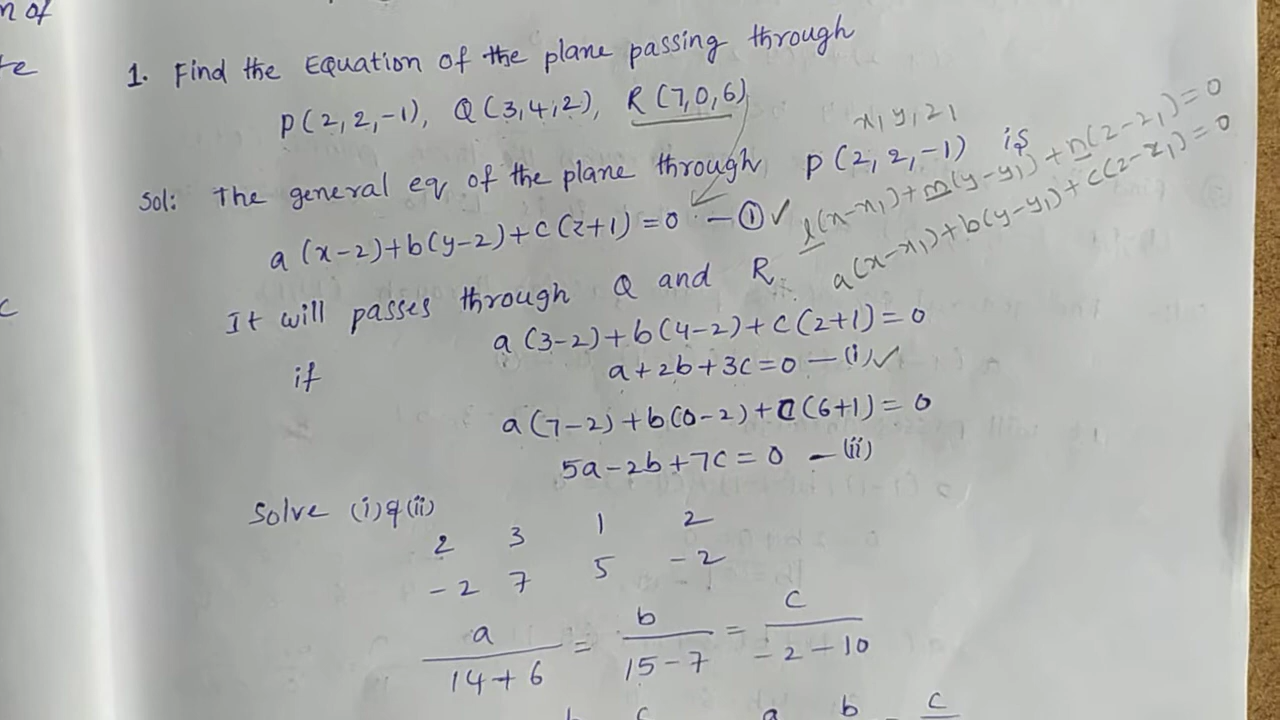 n of
te
c
1. Find the Equation of the plane passing through
P(2,2,-1), Q(3,4,2), R(7,0,6)
x1 y1 z1
Sol: The general eq of the plane through P(2,2,-1) is
a(x-2)+b(y-2)+c(z+1)=0 -① ✓
l(x-x1)+m(y-y1)+n(z-z1)=0
a(x-x1)+b(y-y1)+c(z-z1)=0
It will passes through Q and R
if a(3-2)+b(4-2)+c(2+1)=0
a+2b+3c=0 -(i) ✓
a(7-2)+b(0-2)+c(6+1)=0
5a-2b+7c=0 -(ii)
Solve (i)&(ii)
2 3 1 2
-2 7 5 -2
a/14+6 = b/15-7 = c/-2-10
b c a b - c